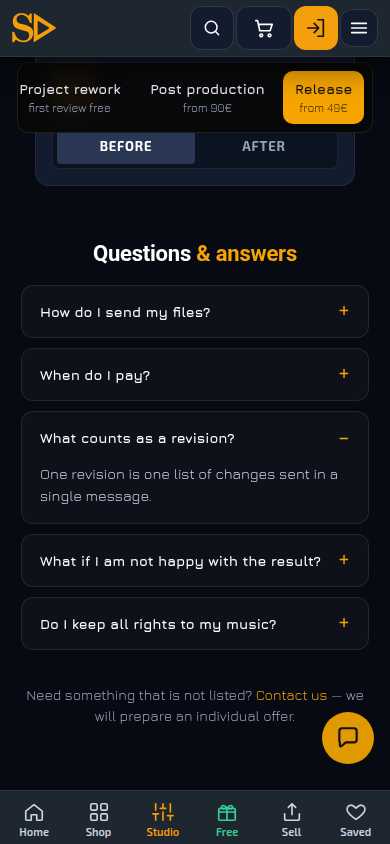 SD
Project rework
first review free
Post production
from 90€
Release
from 49€
BEFORE
AFTER
Questions & answers
How do I send my files?
+
When do I pay?
+
What counts as a revision?
–
One revision is one list of changes sent in a
single message.
What if I am not happy with the result?
+
Do I keep all rights to my music?
+
Need something that is not listed? Contact us — we
will prepare an individual offer.
Home
Shop
Studio
Free
Sell
Saved